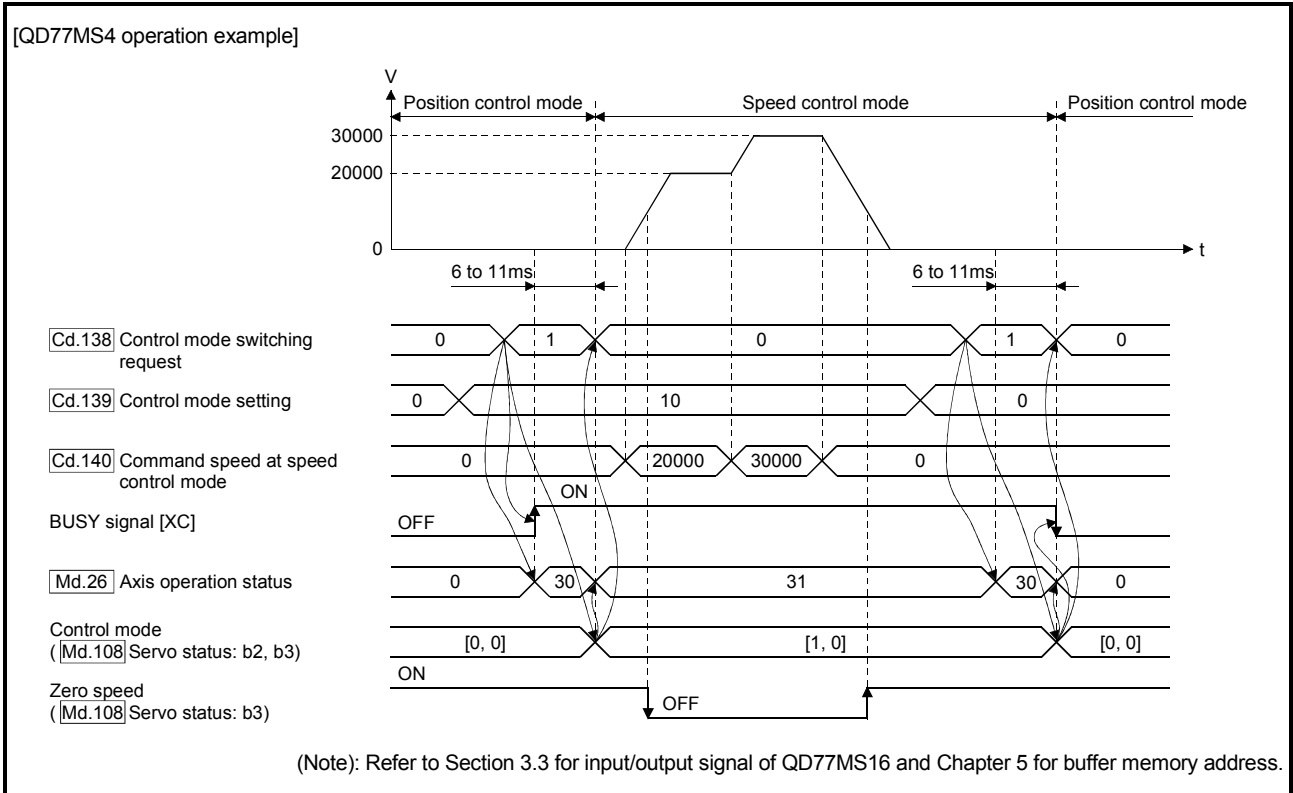 [QD77MS4 operation example]
V
Position control mode Speed control mode Position control mode
30000
20000
0
t
6 to 11ms 6 to 11ms
Cd.138 Control mode switching request 0 1 0 1 0
Cd.139 Control mode setting 0 10 0
Cd.140 Command speed at speed control mode 0 20000 30000 0
ON
BUSY signal [XC] OFF
Md.26 Axis operation status 0 30 31 30 0
Control mode
( Md.108 Servo status: b2, b3) [0, 0] [1, 0] [0, 0]
ON
Zero speed
( Md.108 Servo status: b3) OFF
(Note): Refer to Section 3.3 for input/output signal of QD77MS16 and Chapter 5 for buffer memory address.